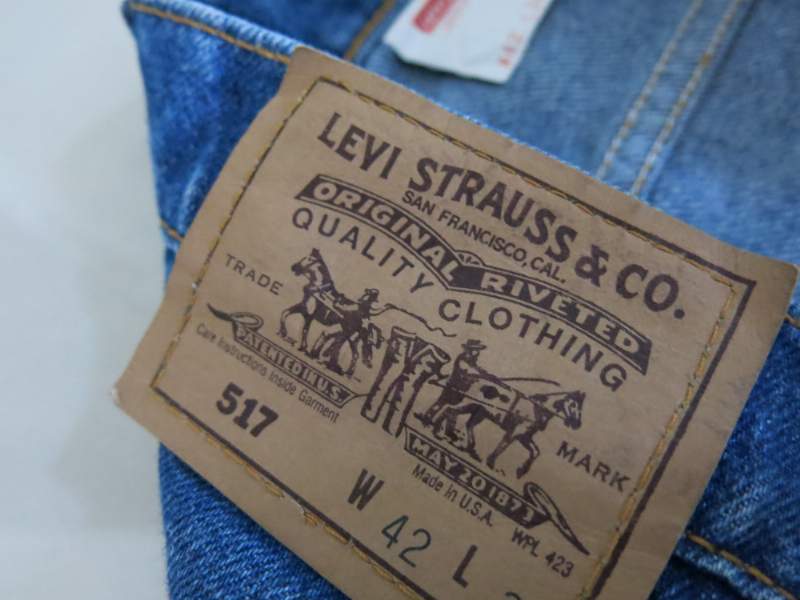 LEVI STRAUSS & CO.
SAN FRANCISCO, CAL.
ORIGINAL RIVETED
QUALITY CLOTHING
TRADE MARK
PATENTED IN U.S.
MAY 20 1873
Care Instructions Inside Garment
Made in U.S.A.
WPL 423
517
W 42 L